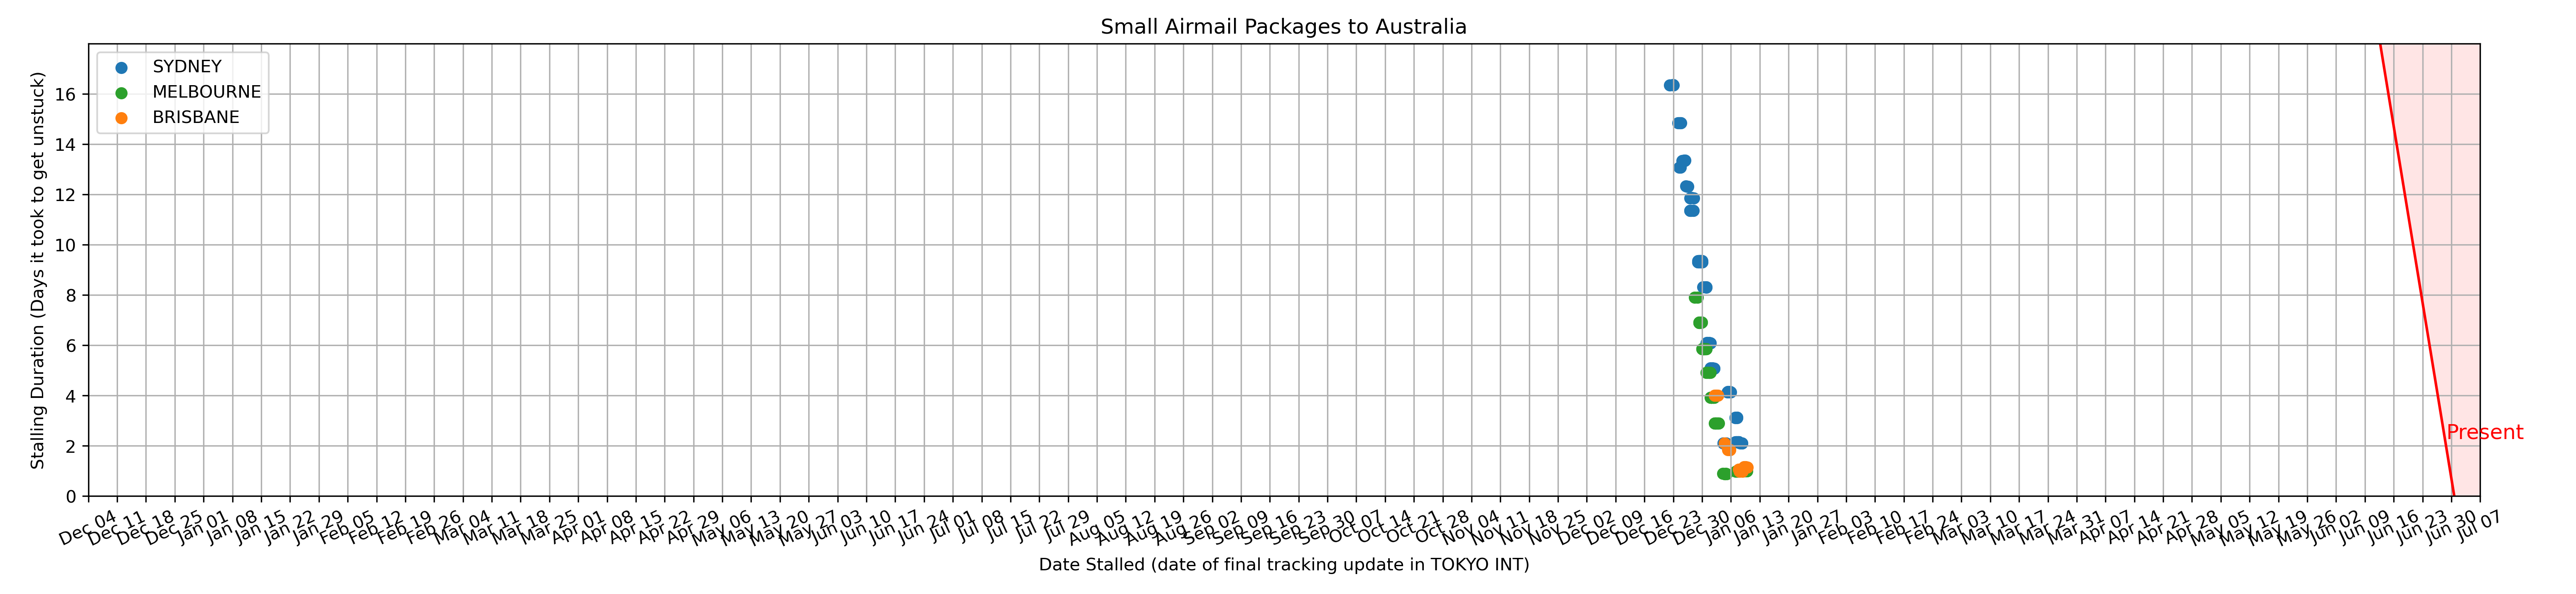 Small Airmail Packages to Australia
SYDNEY
MELBOURNE
BRISBANE
Stalling Duration (Days it took to get unstuck)
16
14
12
10
8
6
4
2
0
Present
Dec 04
Dec 11
Dec 18
Dec 25
Jan 01
Jan 08
Jan 15
Jan 22
Jan 29
Feb 05
Feb 12
Feb 19
Feb 26
Mar 04
Mar 11
Mar 18
Mar 25
Apr 01
Apr 08
Apr 15
Apr 22
Apr 29
May 06
May 13
May 20
May 27
Jun 03
Jun 10
Jun 17
Jun 24
Jul 01
Jul 08
Jul 15
Jul 22
Jul 29
Aug 05
Aug 12
Aug 19
Aug 26
Sep 02
Sep 09
Sep 16
Sep 23
Sep 30
Oct 07
Oct 14
Oct 21
Oct 28
Nov 04
Nov 11
Nov 18
Nov 25
Dec 02
Dec 09
Dec 16
Dec 23
Dec 30
Jan 06
Jan 13
Jan 20
Jan 27
Feb 03
Feb 10
Feb 17
Feb 24
Mar 03
Mar 10
Mar 17
Mar 24
Mar 31
Apr 07
Apr 14
Apr 21
Apr 28
May 05
May 12
May 19
May 26
Jun 02
Jun 09
Jun 16
Jun 23
Jun 30
Jul 07
Date Stalled (date of final tracking update in TOKYO INT)